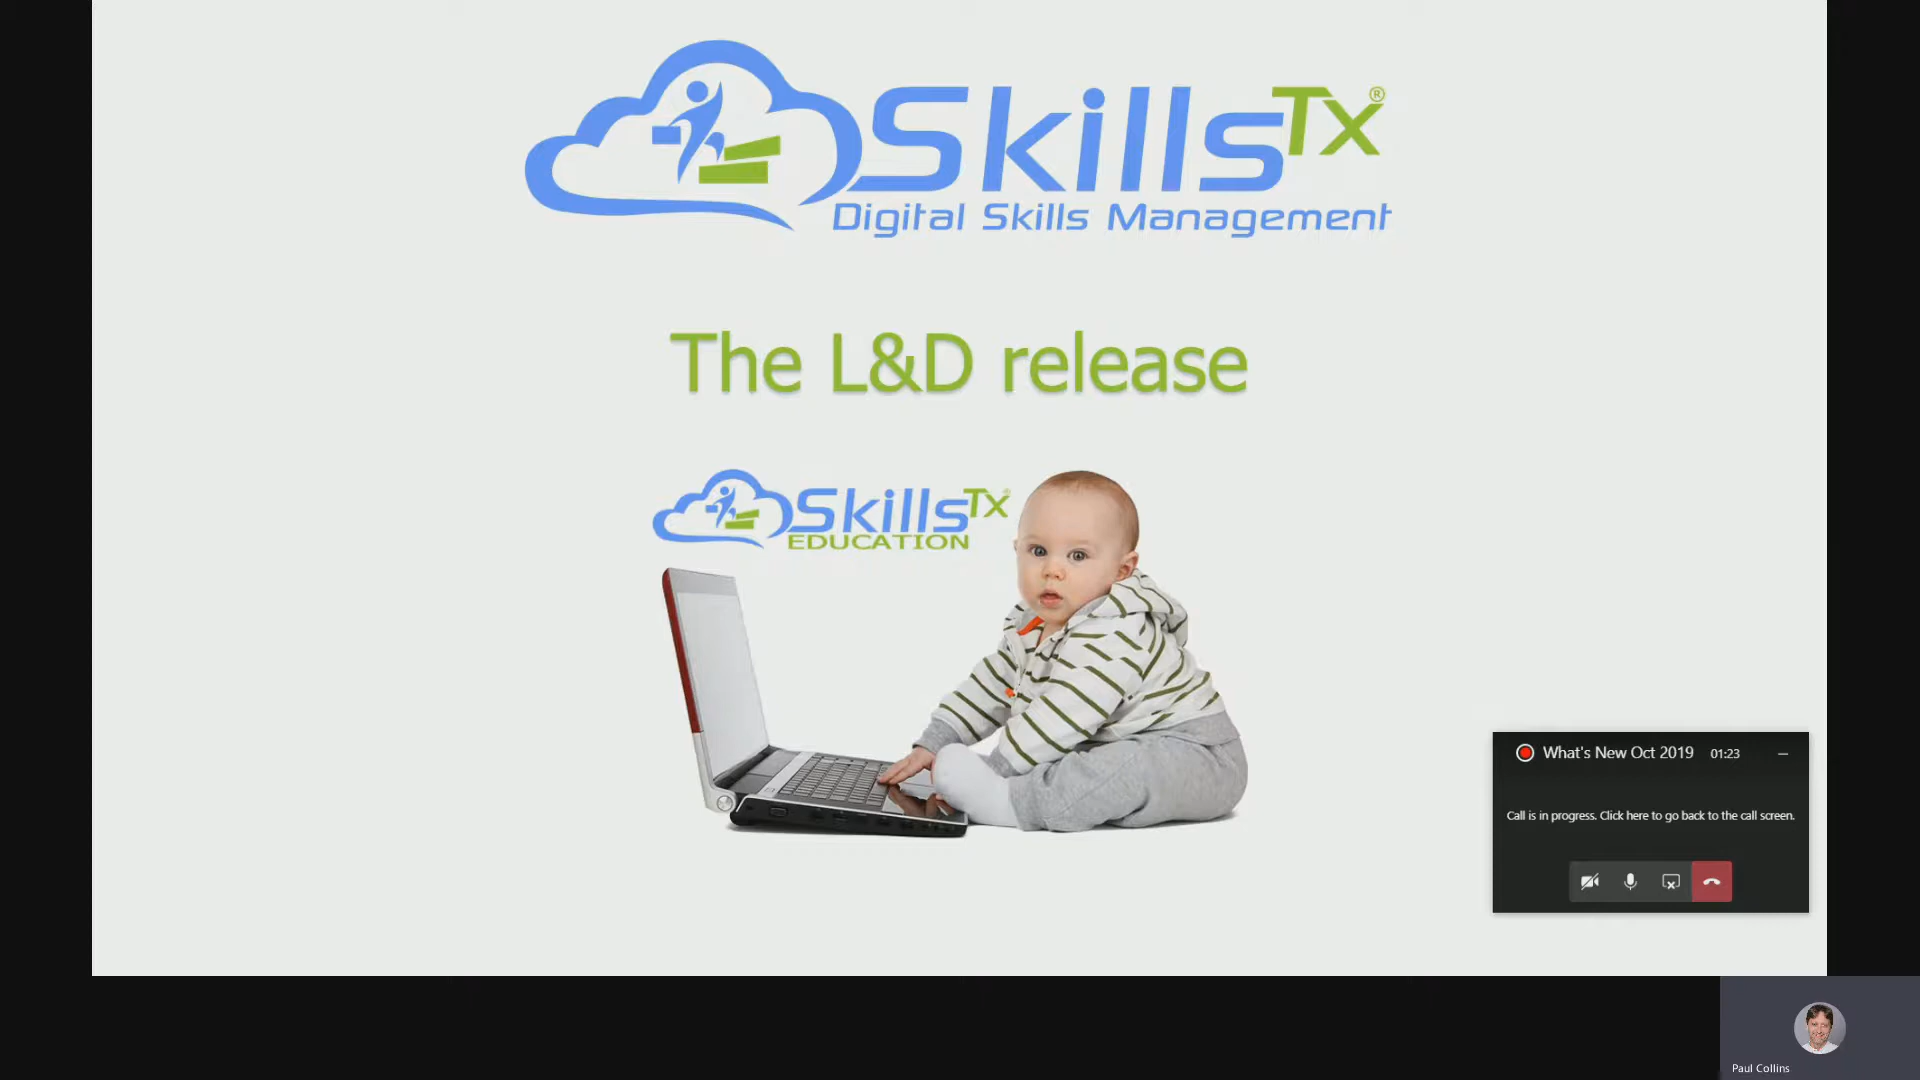 SkillsTx®
Digital Skills Management
The L&D release
SkillsTx®
EDUCATION
What's New Oct 2019 01:23
Call is in progress. Click here to go back to the call screen.
Paul Collins